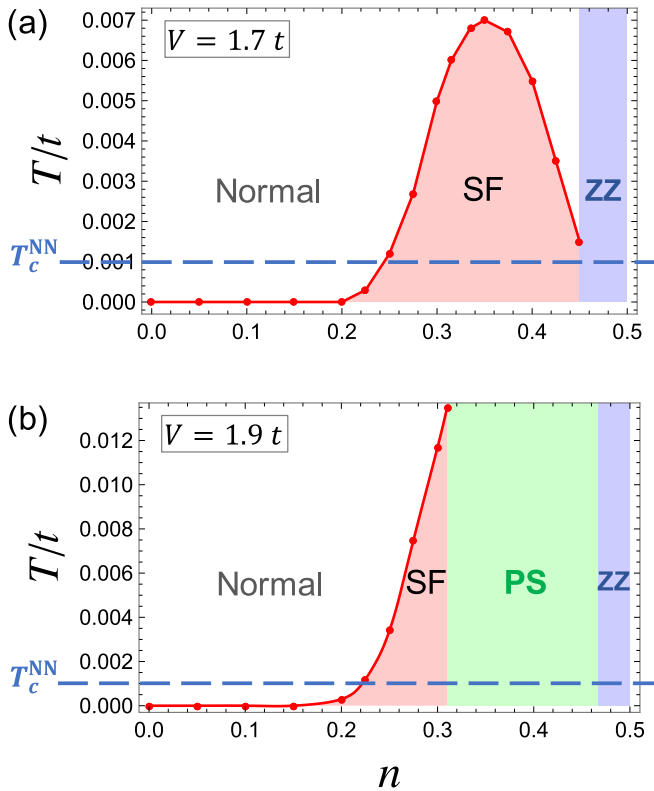 (a)
V = 1.7 t
0.007
0.006
0.005
0.004
0.003
0.002
0.001
0.000
T/t
Normal
SF
ZZ
T_c^NN
0.0 0.1 0.2 0.3 0.4 0.5
(b)
V = 1.9 t
0.012
0.010
0.008
0.006
0.004
0.002
0.000
T/t
Normal
SF
PS
ZZ
T_c^NN
0.0 0.1 0.2 0.3 0.4 0.5
n